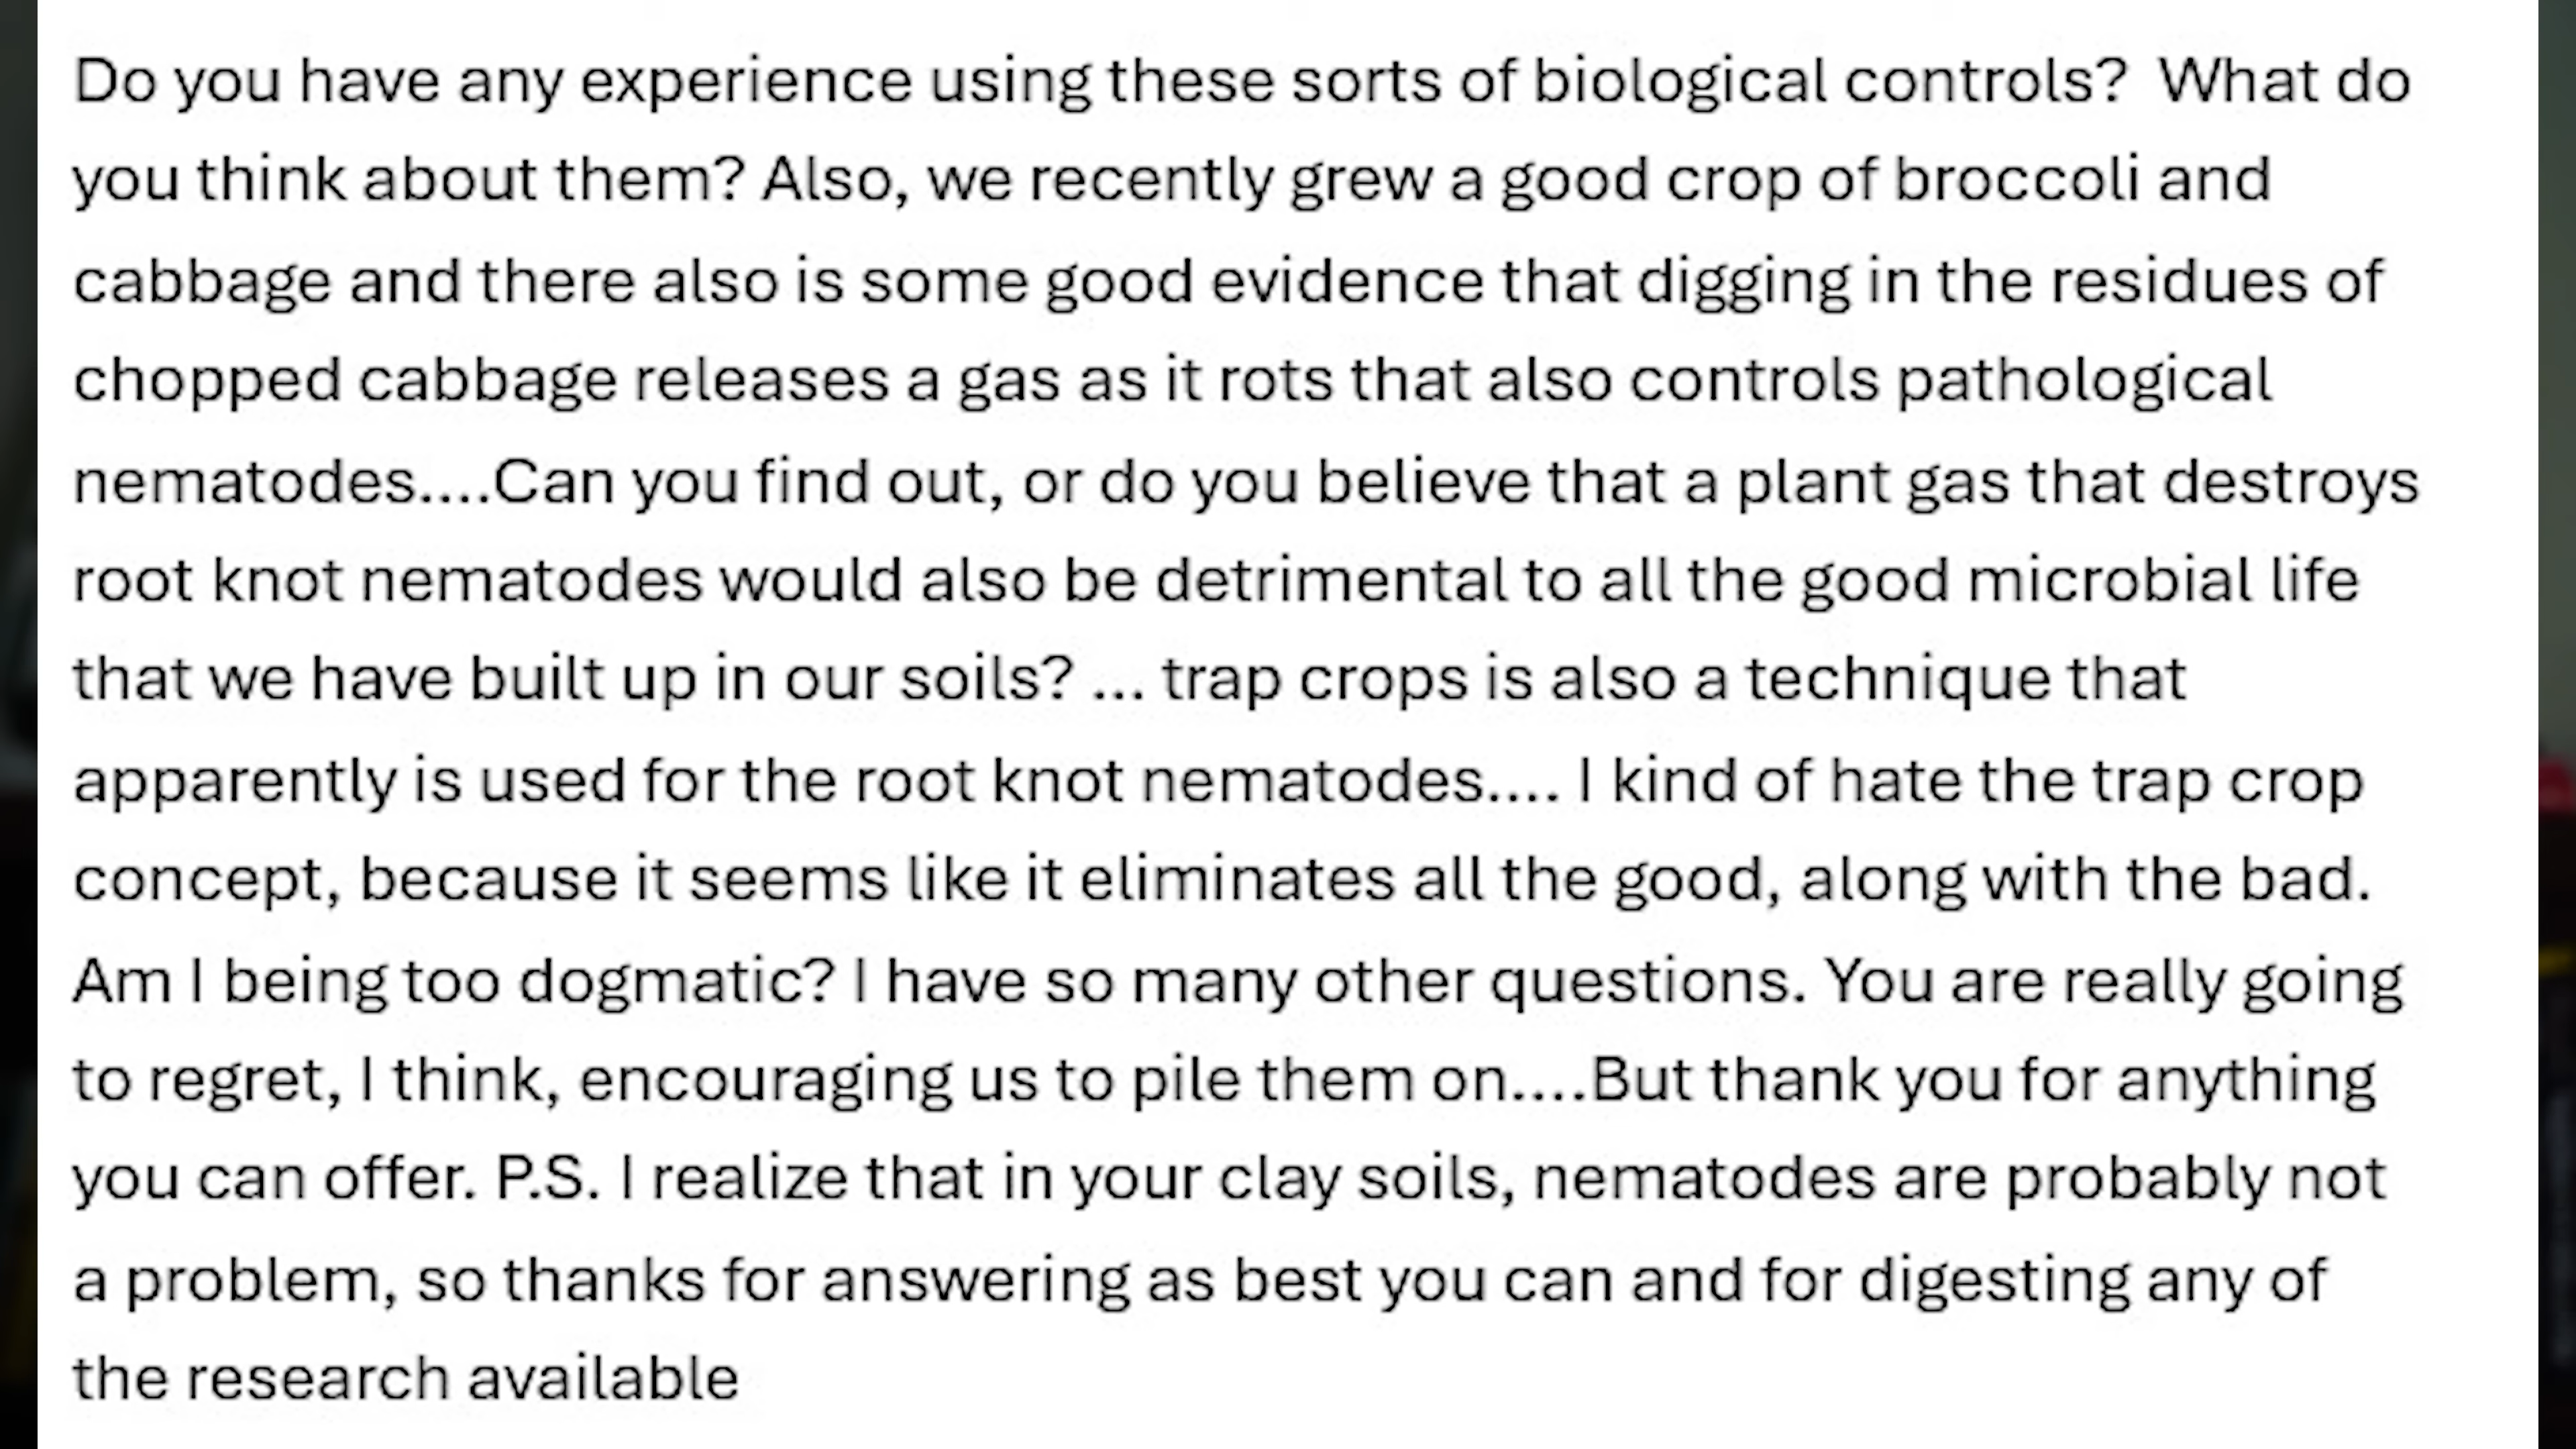 Do you have any experience using these sorts of biological controls?  What do
you think about them? Also, we recently grew a good crop of broccoli and
cabbage and there also is some good evidence that digging in the residues of
chopped cabbage releases a gas as it rots that also controls pathological
nematodes....Can you find out, or do you believe that a plant gas that destroys
root knot nematodes would also be detrimental to all the good microbial life
that we have built up in our soils? ... trap crops is also a technique that
apparently is used for the root knot nematodes.... I kind of hate the trap crop
concept, because it seems like it eliminates all the good, along with the bad.
Am I being too dogmatic? I have so many other questions. You are really going
to regret, I think, encouraging us to pile them on....But thank you for anything
you can offer. P.S. I realize that in your clay soils, nematodes are probably not
a problem, so thanks for answering as best you can and for digesting any of
the research available